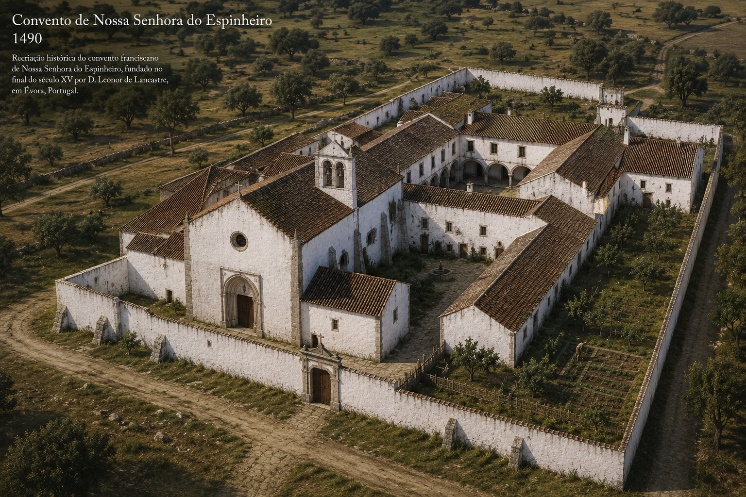 Convento de Nossa Senhora do Espinheiro
1490
Recriação histórica do convento franciscano
de Nossa Senhora do Espinheiro, fundado no
final do século XV por D. Leonor de Lancastre,
em Évora, Portugal.